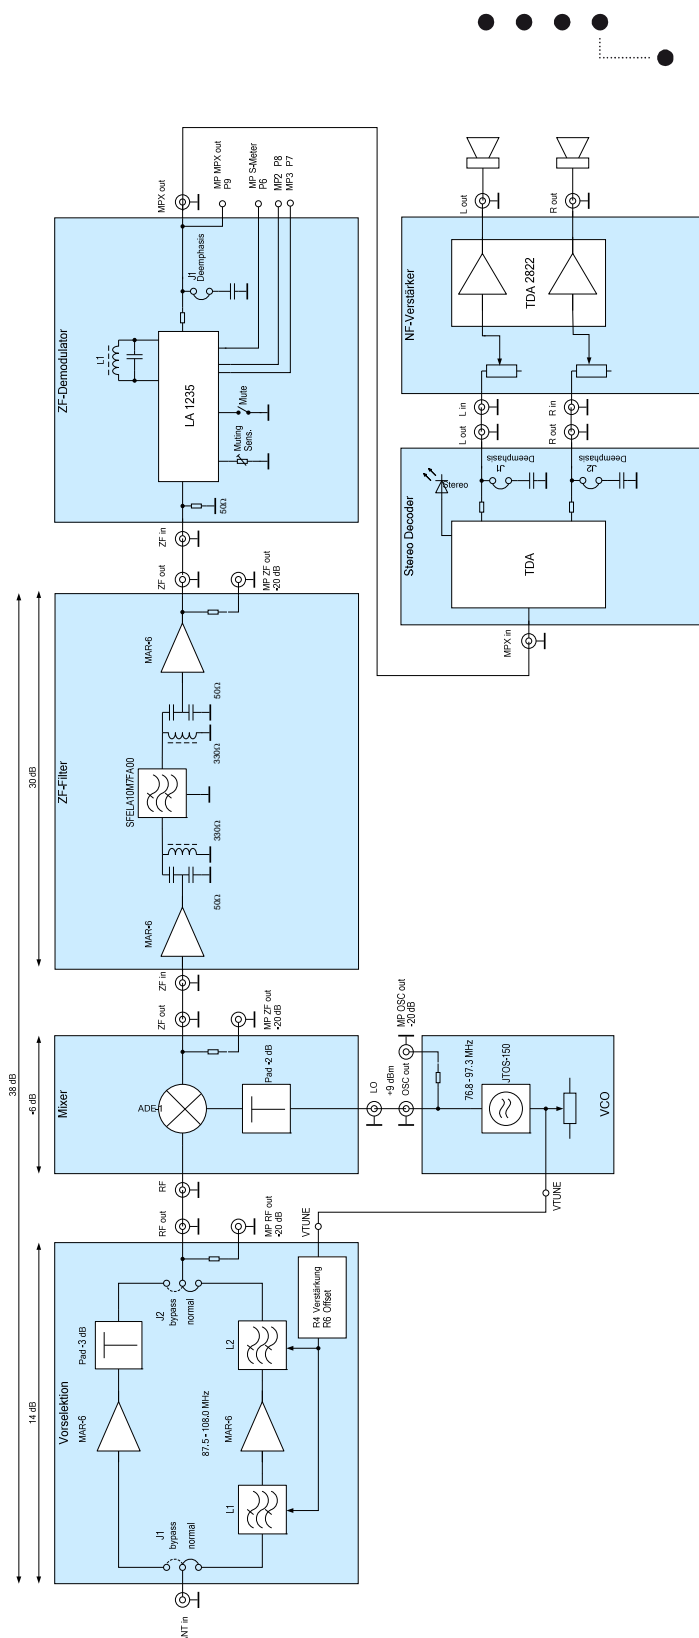 38 dB
14 dB
-6 dB
30 dB
Vorselektion
ANT in
J1
bypass
normal
MAR-6
Pad -3 dB
J2
bypass
normal
87.5 - 108.0 MHz
L1
MAR-6
L2
R4 Verstärkung
R6 Offset
VTUNE
RF out
MP RF out
-20 dB
RF
Mixer
ADE-1
Pad -2 dB
LO
+9 dBm
OSC out
MP OSC out
-20 dB
76.8 - 97.3 MHz
JTOS-150
VCO
VTUNE
ZF out
MP ZF out
-20 dB
ZF in
ZF-Filter
MAR-6
50Ω
330Ω
SFELA10M7FA00
330Ω
50Ω
MAR-6
ZF out
MP ZF out
-20 dB
ZF in
ZF-Demodulator
50Ω
Muting
Sens.
Mute
LA 1235
L1
J1
Deemphasis
MPX out
MP MPX out
P9
MP S-Meter
P6
MP2 P8
MP3 P7
MPX in
Stereo Decoder
TDA
Stereo
J1
Deemphasis
J2
Deemphasis
L out
R out
L in
R in
NF-Verstärker
TDA 2822
L out
R out